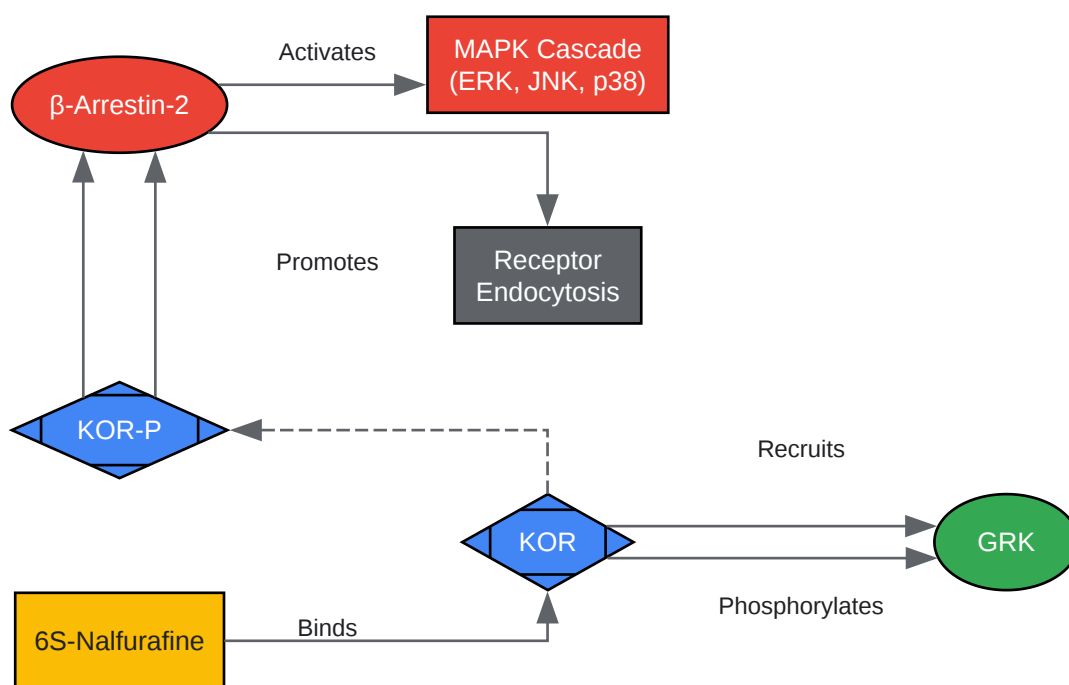 Activates
MAPK Cascade
(ERK, JNK, p38)
β-Arrestin-2
Promotes
Receptor
Endocytosis
KOR-P
Recruits
KOR
GRK
Phosphorylates
Binds
6S-Nalfurafine